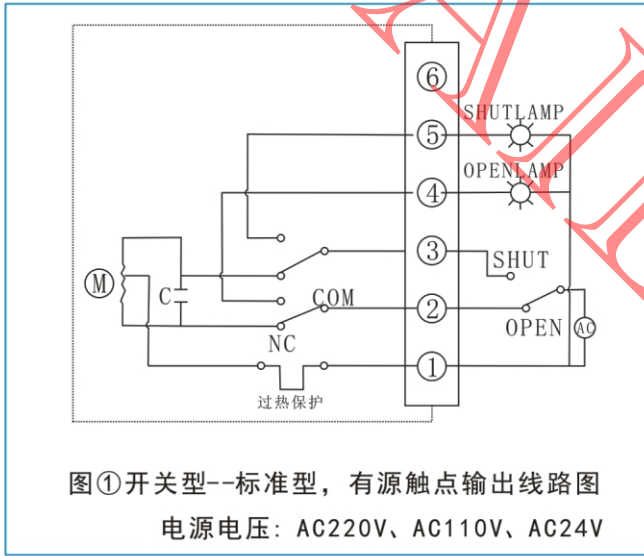 ⑥
SHUTLAMP
⑤
OPENLAMP
④
③
SHUT
M
C
COM
②
OPEN
AC
NC
①
过热保护
图①开关型--标准型, 有源触点输出线路图
电源电压: AC220V、AC110V、AC24V